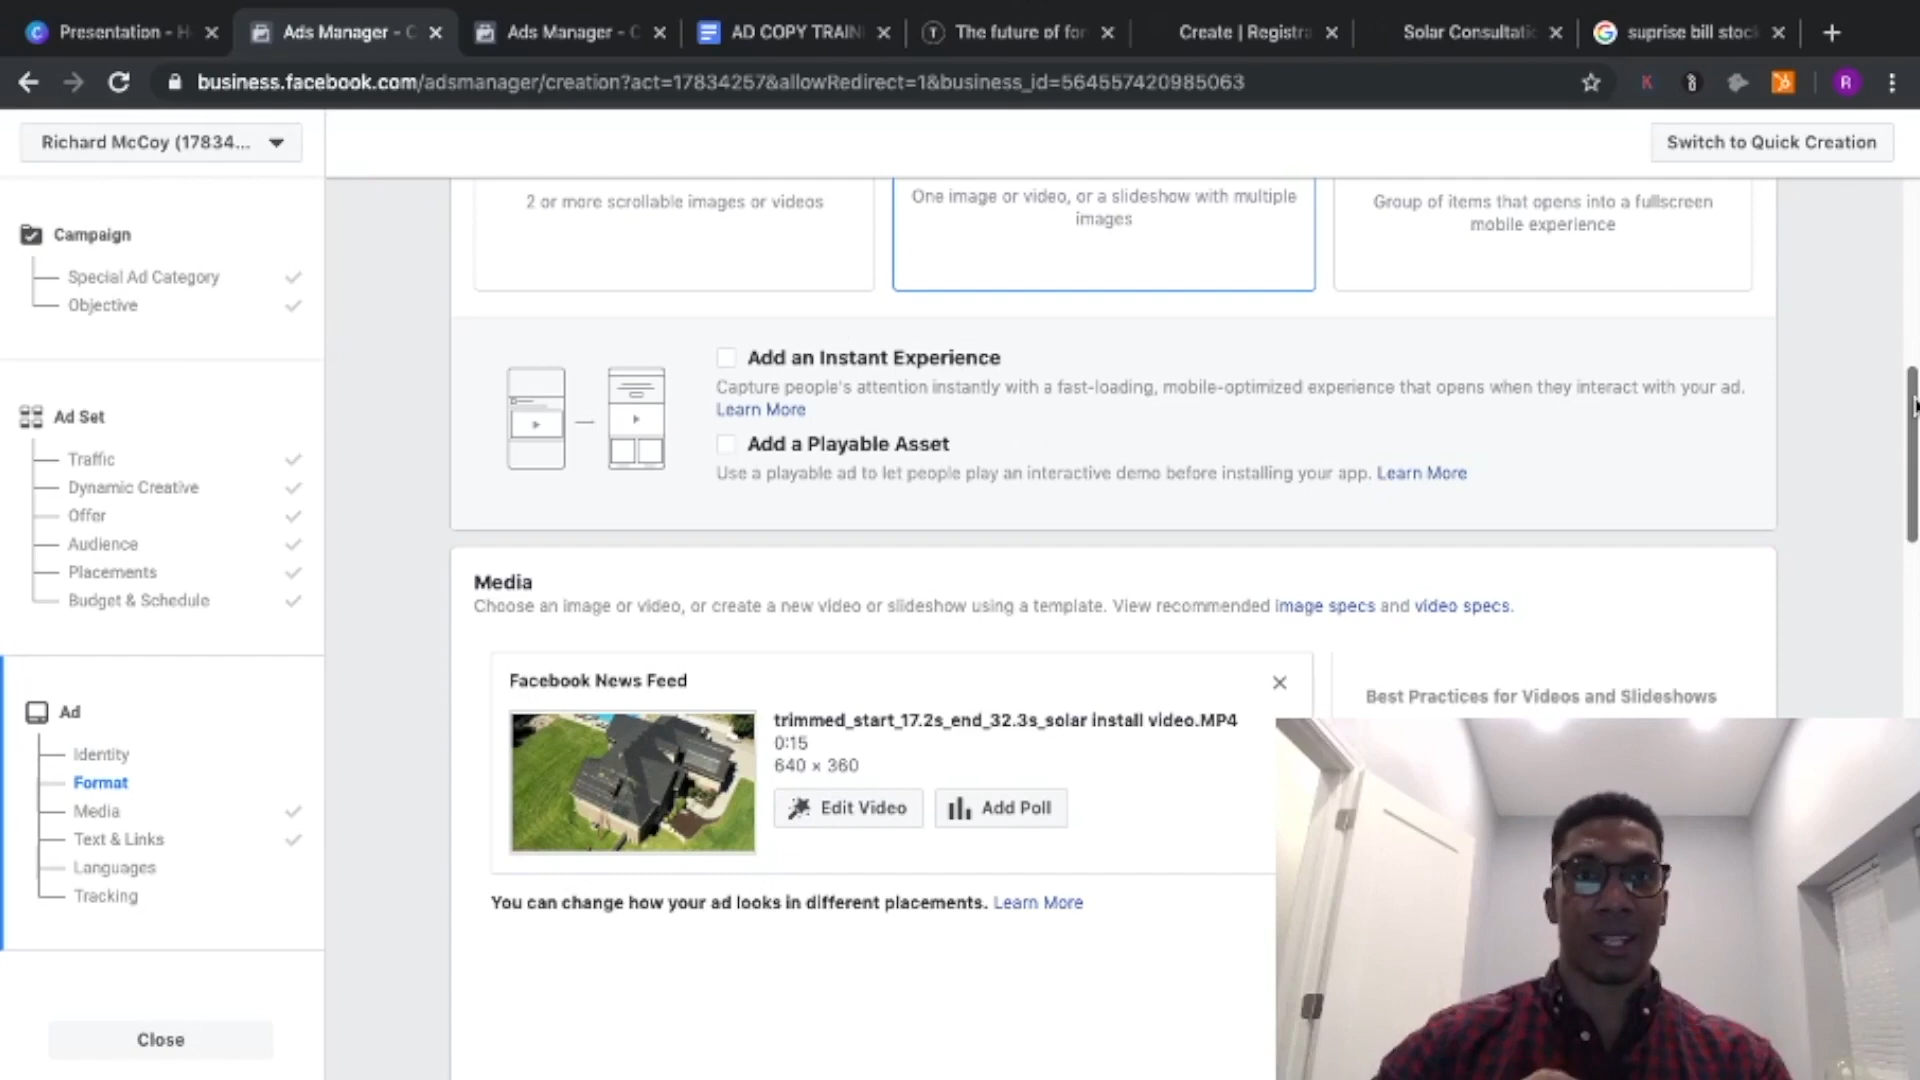 Presentation - H
Ads Manager - C
Ads Manager - C
AD COPY TRAIN
The future of for
Create | Registra
Solar Consultati
suprise bill stoc
business.facebook.com/adsmanager/creation?act=17834257&allowRedirect=1&business_id=564557420985063
K
R
Richard McCoy (17834...
Switch to Quick Creation
2 or more scrollable images or videos
One image or video, or a slideshow with multiple
images
Group of items that opens into a fullscreen
mobile experience
Campaign
Special Ad Category
Objective
Add an Instant Experience
Capture people's attention instantly with a fast-loading, mobile-optimized experience that opens when they interact with your ad.
Learn More
Add a Playable Asset
Use a playable ad to let people play an interactive demo before installing your app. Learn More
Ad Set
Traffic
Dynamic Creative
Offer
Audience
Placements
Budget & Schedule
Media
Choose an image or video, or create a new video or slideshow using a template. View recommended image specs and video specs.
Facebook News Feed
trimmed_start_17.2s_end_32.3s_solar install video.MP4
0:15
640 × 360
Edit Video
Add Poll
Best Practices for Videos and Slideshows
You can change how your ad looks in different placements. Learn More
Ad
Identity
Format
Media
Text & Links
Languages
Tracking
Close